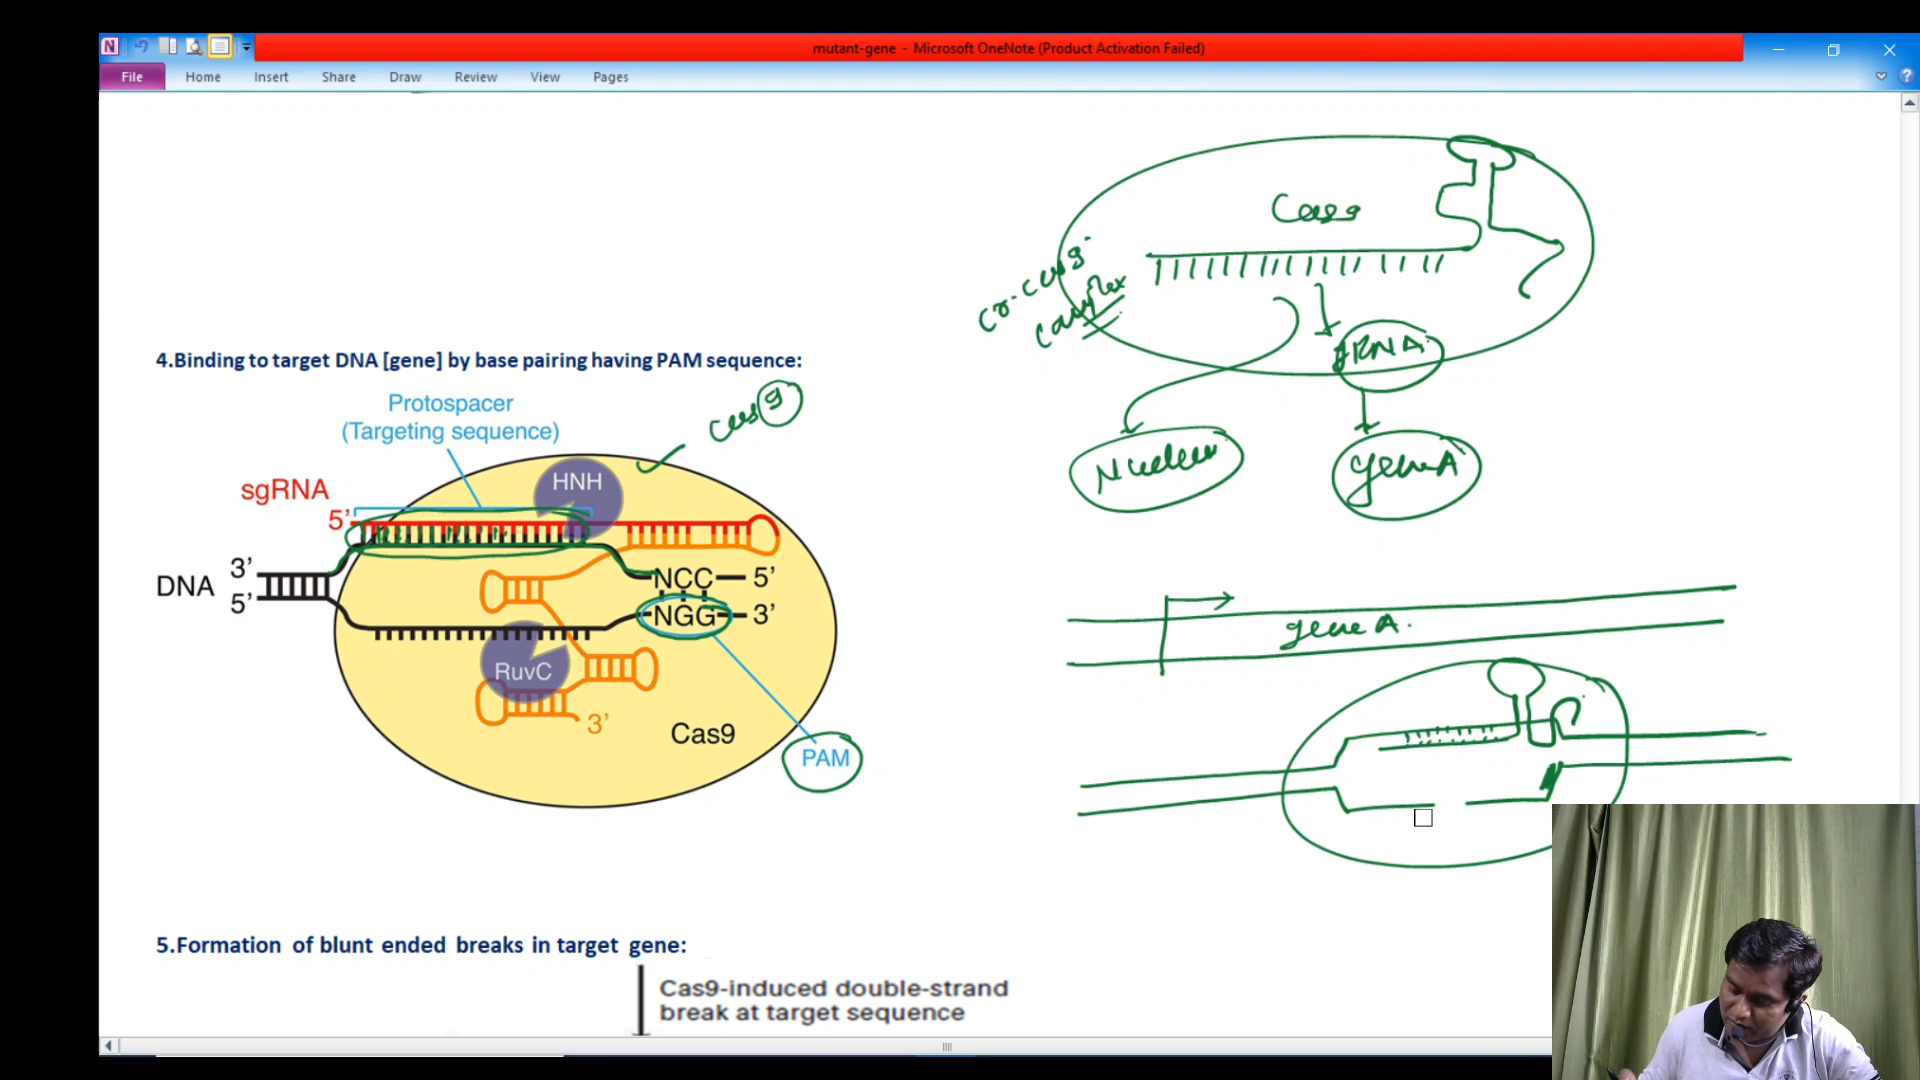 mutant-gene - Microsoft OneNote (Product Activation Failed)
File Home Insert Share Draw Review View Pages
Cas9
cr-cas9
complex
gRNA
4.Binding to target DNA [gene] by base pairing having PAM sequence:
cas9
Protospacer
(Targeting sequence)
Nuclear
gene A
HNH
sgRNA
5'
3'
NCC 5'
DNA
5'
NGG 3'
gene A.
RuvC
3'
Cas9
PAM
5.Formation of blunt ended breaks in target gene:
Cas9-induced double-strand
break at target sequence